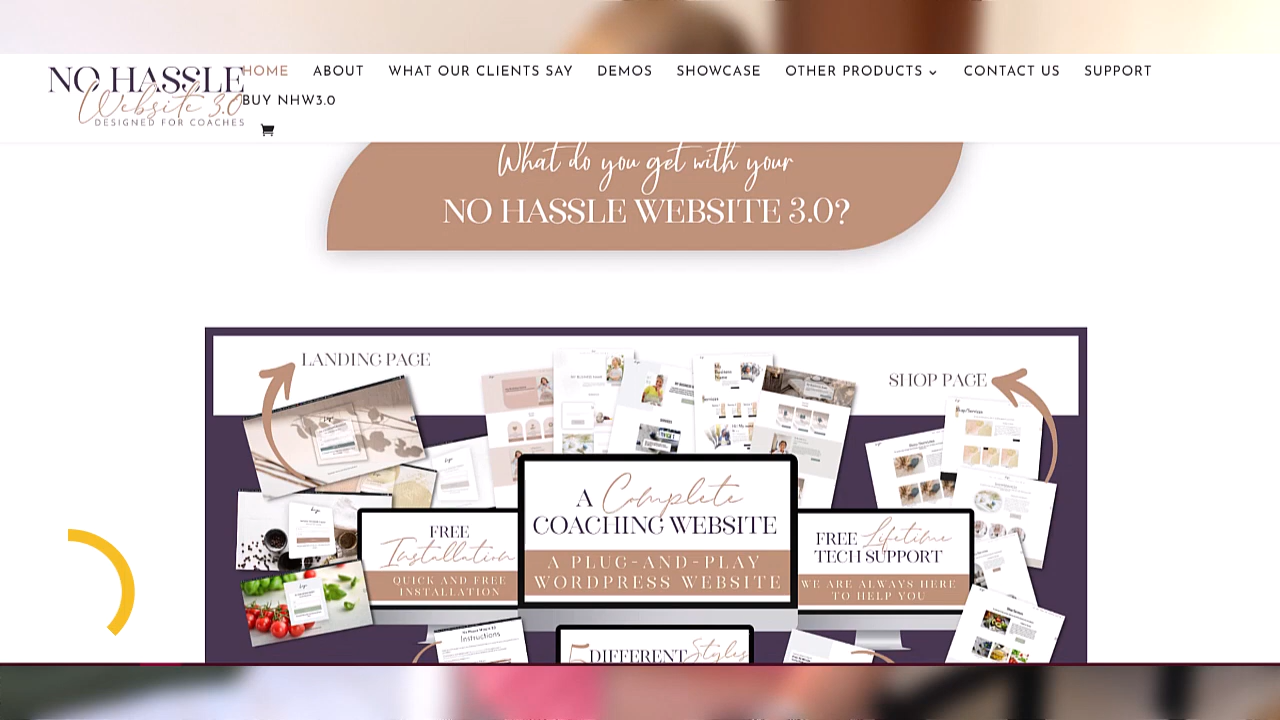 NO HASSLE
Website 3.0
DESIGNED FOR COACHES
HOME ABOUT WHAT OUR CLIENTS SAY DEMOS SHOWCASE OTHER PRODUCTS CONTACT US SUPPORT
BUY NHW3.0
What do you get with your
NO HASSLE WEBSITE 3.0?
LANDING PAGE
SHOP PAGE
A Complete
COACHING WEBSITE
A PLUG-AND-PLAY
WORDPRESS WEBSITE
FREE
Installation
QUICK AND FREE
INSTALLATION
FREE Lifetime
TECH SUPPORT
WE ARE ALWAYS HERE
TO HELP YOU
Instructions
5 DIFFERENT Styles